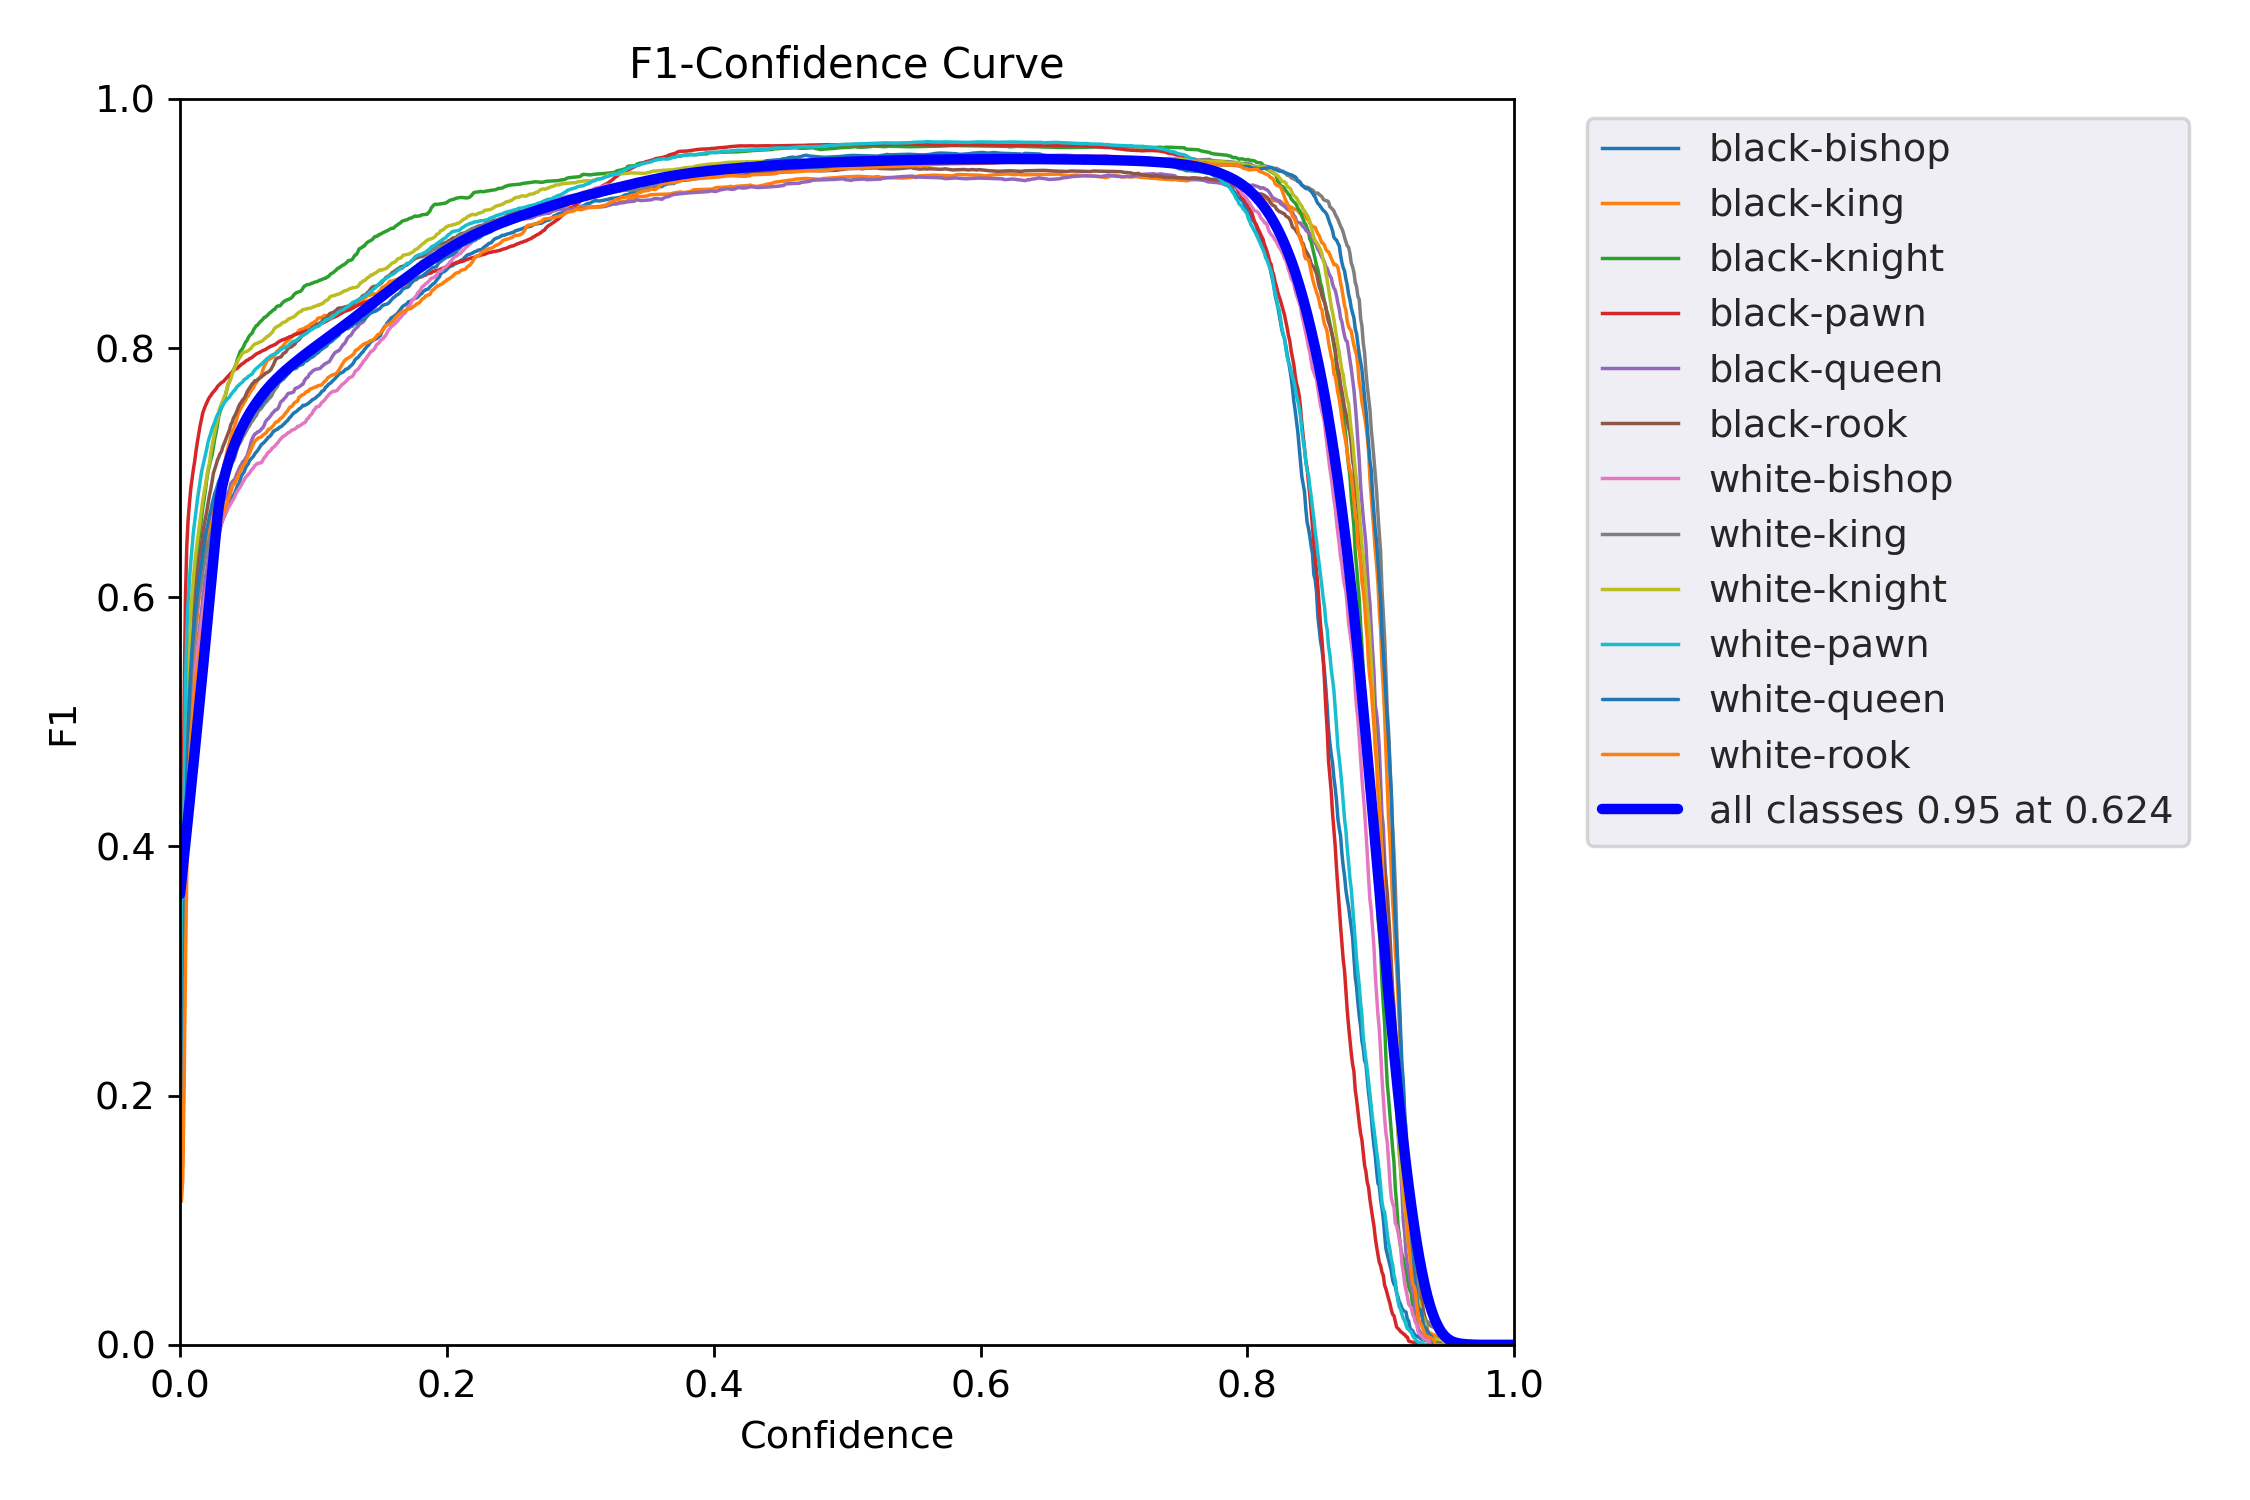 F1-Confidence Curve
1.0
0.8
0.6
0.4
0.2
0.0
F1
0.0 0.2 0.4 0.6 0.8 1.0
Confidence
black-bishop
black-king
black-knight
black-pawn
black-queen
black-rook
white-bishop
white-king
white-knight
white-pawn
white-queen
white-rook
all classes 0.95 at 0.624